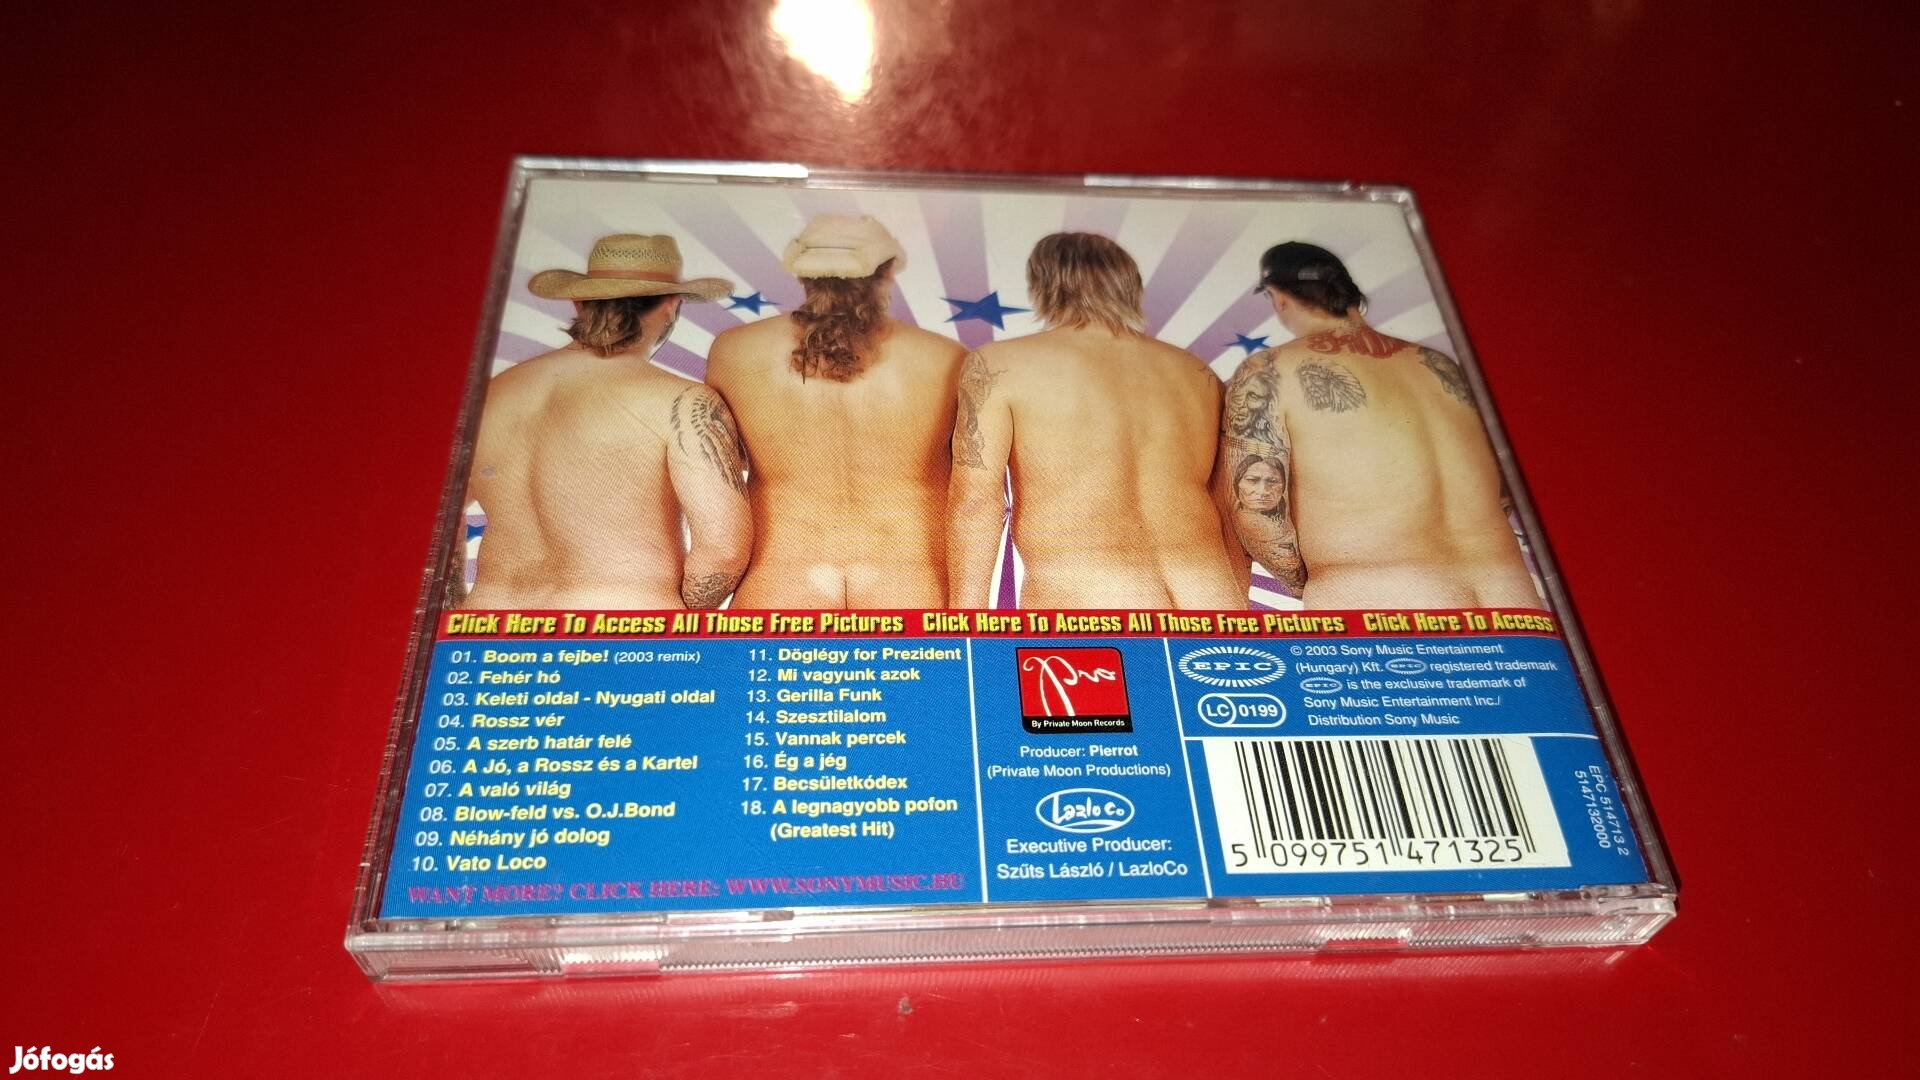 Click Here To Access All Those Free Pictures Click Here To Access All Those Free Pictures Click Here To Access
01. Boom a fejbe! (2003 remix)
02. Fehér hó
03. Keleti oldal - Nyugati oldal
04. Rossz vér
05. A szerb határ felé
06. A Jó, a Rossz és a Kartel
07. A való világ
08. Blow-feld vs. O.J.Bond
09. Néhány jó dolog
10. Vato Loco
11. Döglégy for Prezident
12. Mi vagyunk azok
13. Gerilla Funk
14. Szesztilalom
15. Vannak percek
16. Ég a jég
17. Becsületkódex
18. A legnagyobb pofon
(Greatest Hit)
WANT MORE? CLICK HERE: WWW.SONYMUSIC.HU
Pro
By Private Moon Records
Producer: Pierrot
(Private Moon Productions)
Lazlo Co
Executive Producer:
Szűts László / LazloCo
EPIC
LC 0199
© 2003 Sony Music Entertainment
(Hungary) Kft. EPIC registered trademark
EPIC is the exclusive trademark of
Sony Music Entertainment Inc./
Distribution Sony Music
5 099751 471325
EPC 514713 2
5147132000
Jófogás